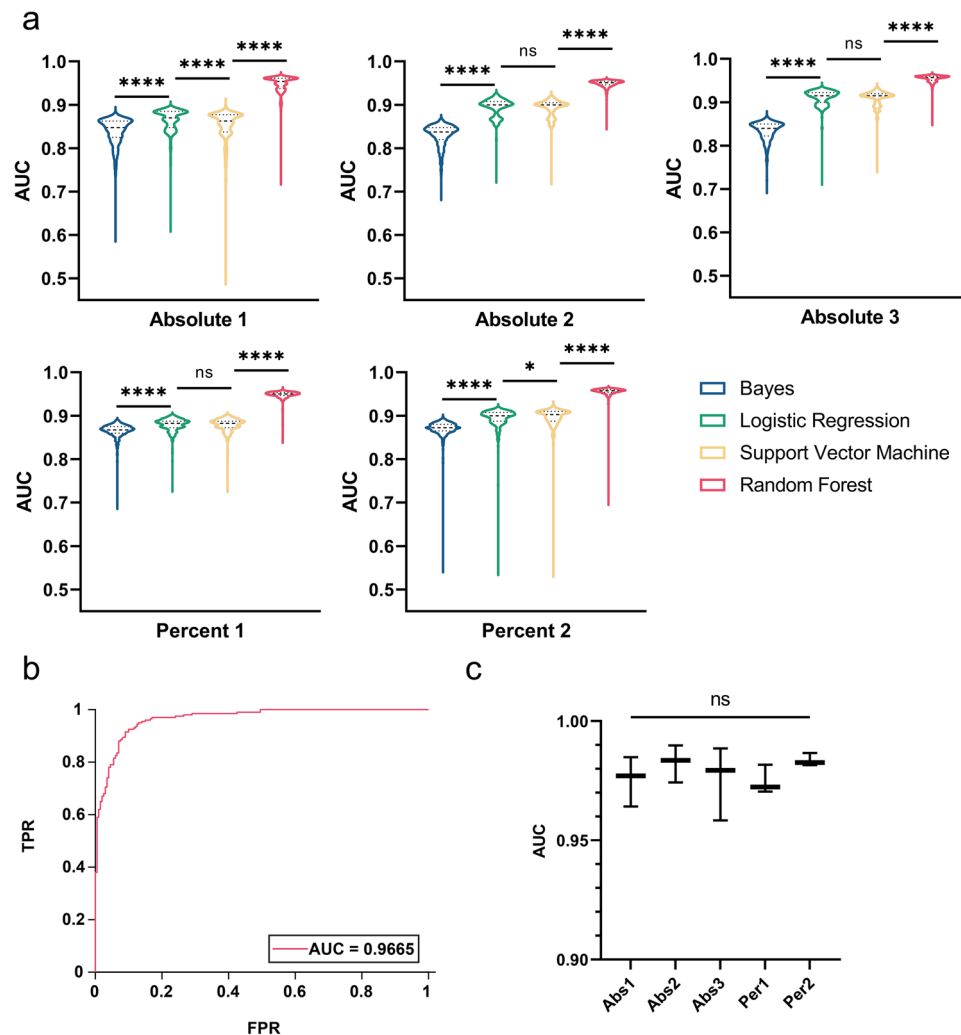 a
**** **** ****
1.0
0.9
0.8
0.7
0.6
0.5
AUC
Absolute 1
**** ns ****
1.0
0.9
0.8
0.7
0.6
0.5
AUC
Absolute 2
**** ns ****
1.0
0.9
0.8
0.7
0.6
0.5
AUC
Absolute 3
**** ns ****
1.0
0.9
0.8
0.7
0.6
0.5
AUC
Percent 1
**** * ****
1.0
0.9
0.8
0.7
0.6
0.5
AUC
Percent 2
Bayes
Logistic Regression
Support Vector Machine
Random Forest
b
1
0.8
0.6
0.4
0.2
0
TPR
AUC = 0.9665
0 0.2 0.4 0.6 0.8 1
FPR
c
ns
1.00
0.95
0.90
AUC
Abs1 Abs2 Abs3 Per1 Per2